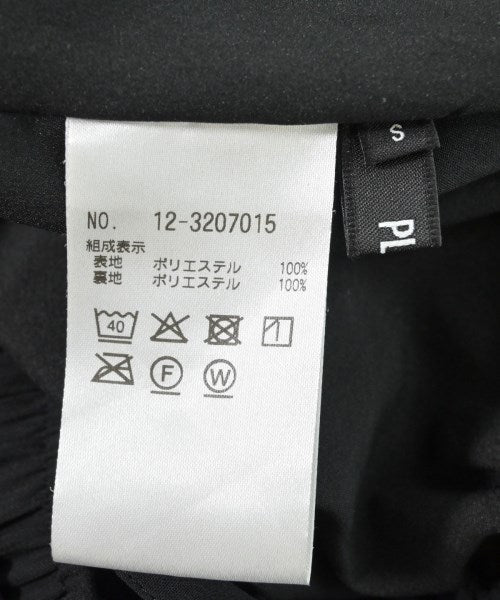 NO. 12-3207015
組成表示
表地 ポリエステル 100%
裏地 ポリエステル 100%
40
F W
S
PL